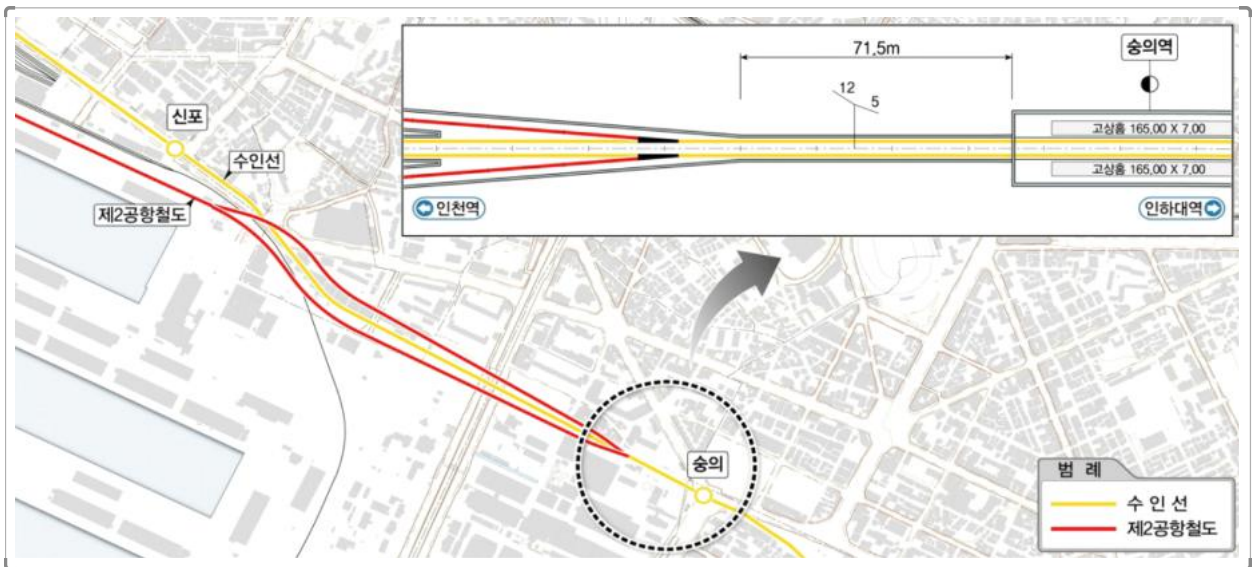 신포
수인선
제2공항철도
71.5m
12
5
숭의역
고상홈 165.00 X 7.00
고상홈 165.00 X 7.00
인천역
인하대역
숭의
범 례
수 인 선
제2공항철도